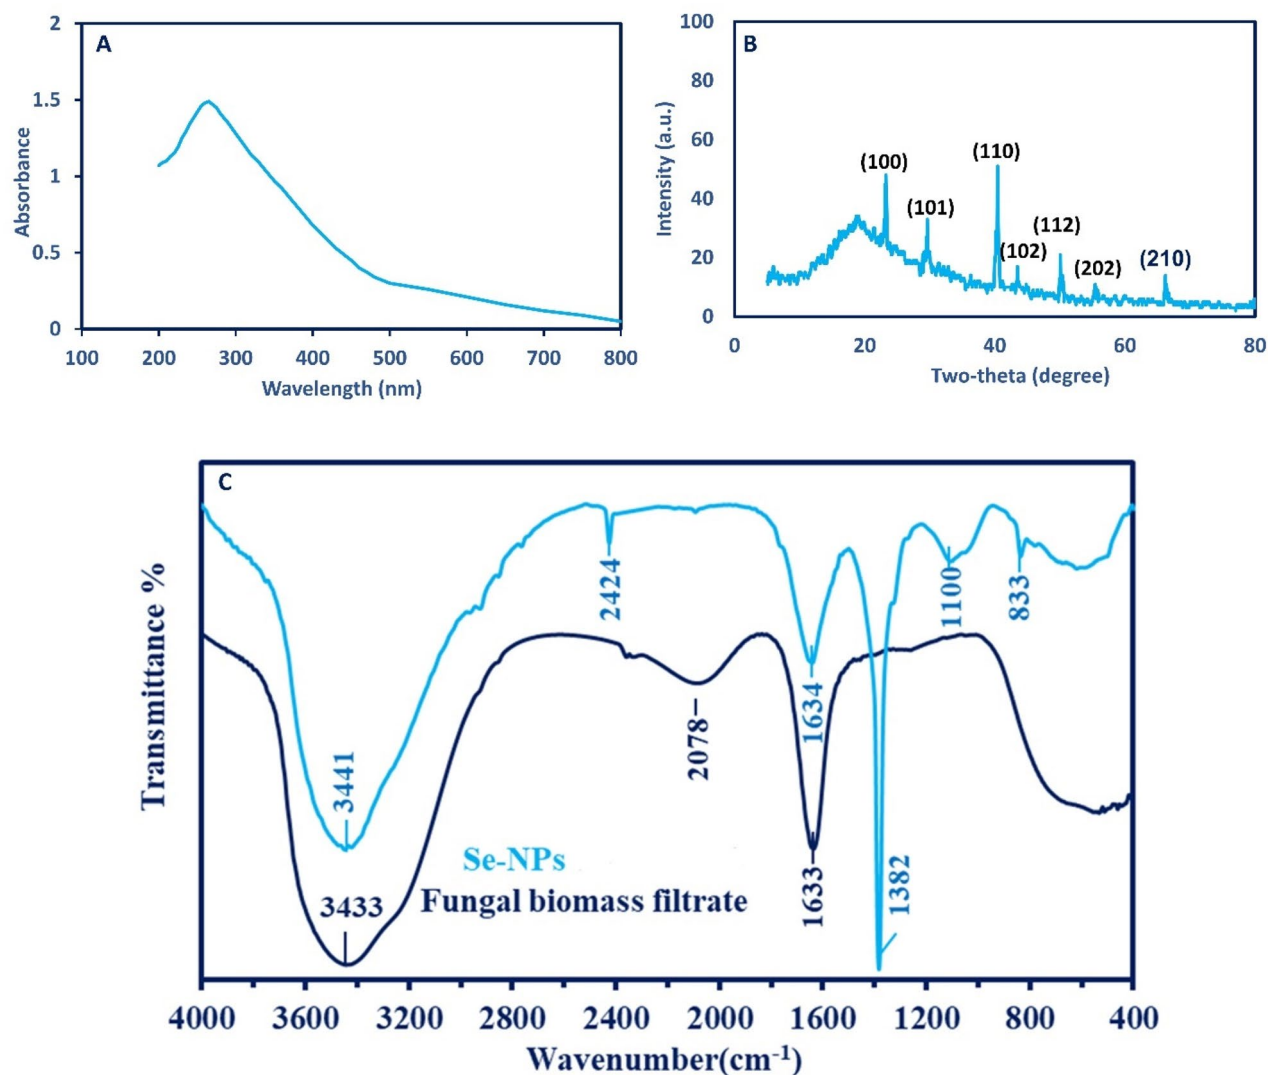 A
2
1.5
1
0.5
0
Absorbance
100 200 300 400 500 600 700 800
Wavelength (nm)
B
100
80
60
40
20
0
Intensity (a.u.)
(100)
(101)
(110)
(102)
(112)
(202)
(210)
0 20 40 60 80
Two-theta (degree)
C
Transmittance %
2424
1100
833
3441
1634
2078
1382
3433
1633
Se-NPs
Fungal biomass filtrate
4000 3600 3200 2800 2400 2000 1600 1200 800 400
Wavenumber(cm⁻¹)